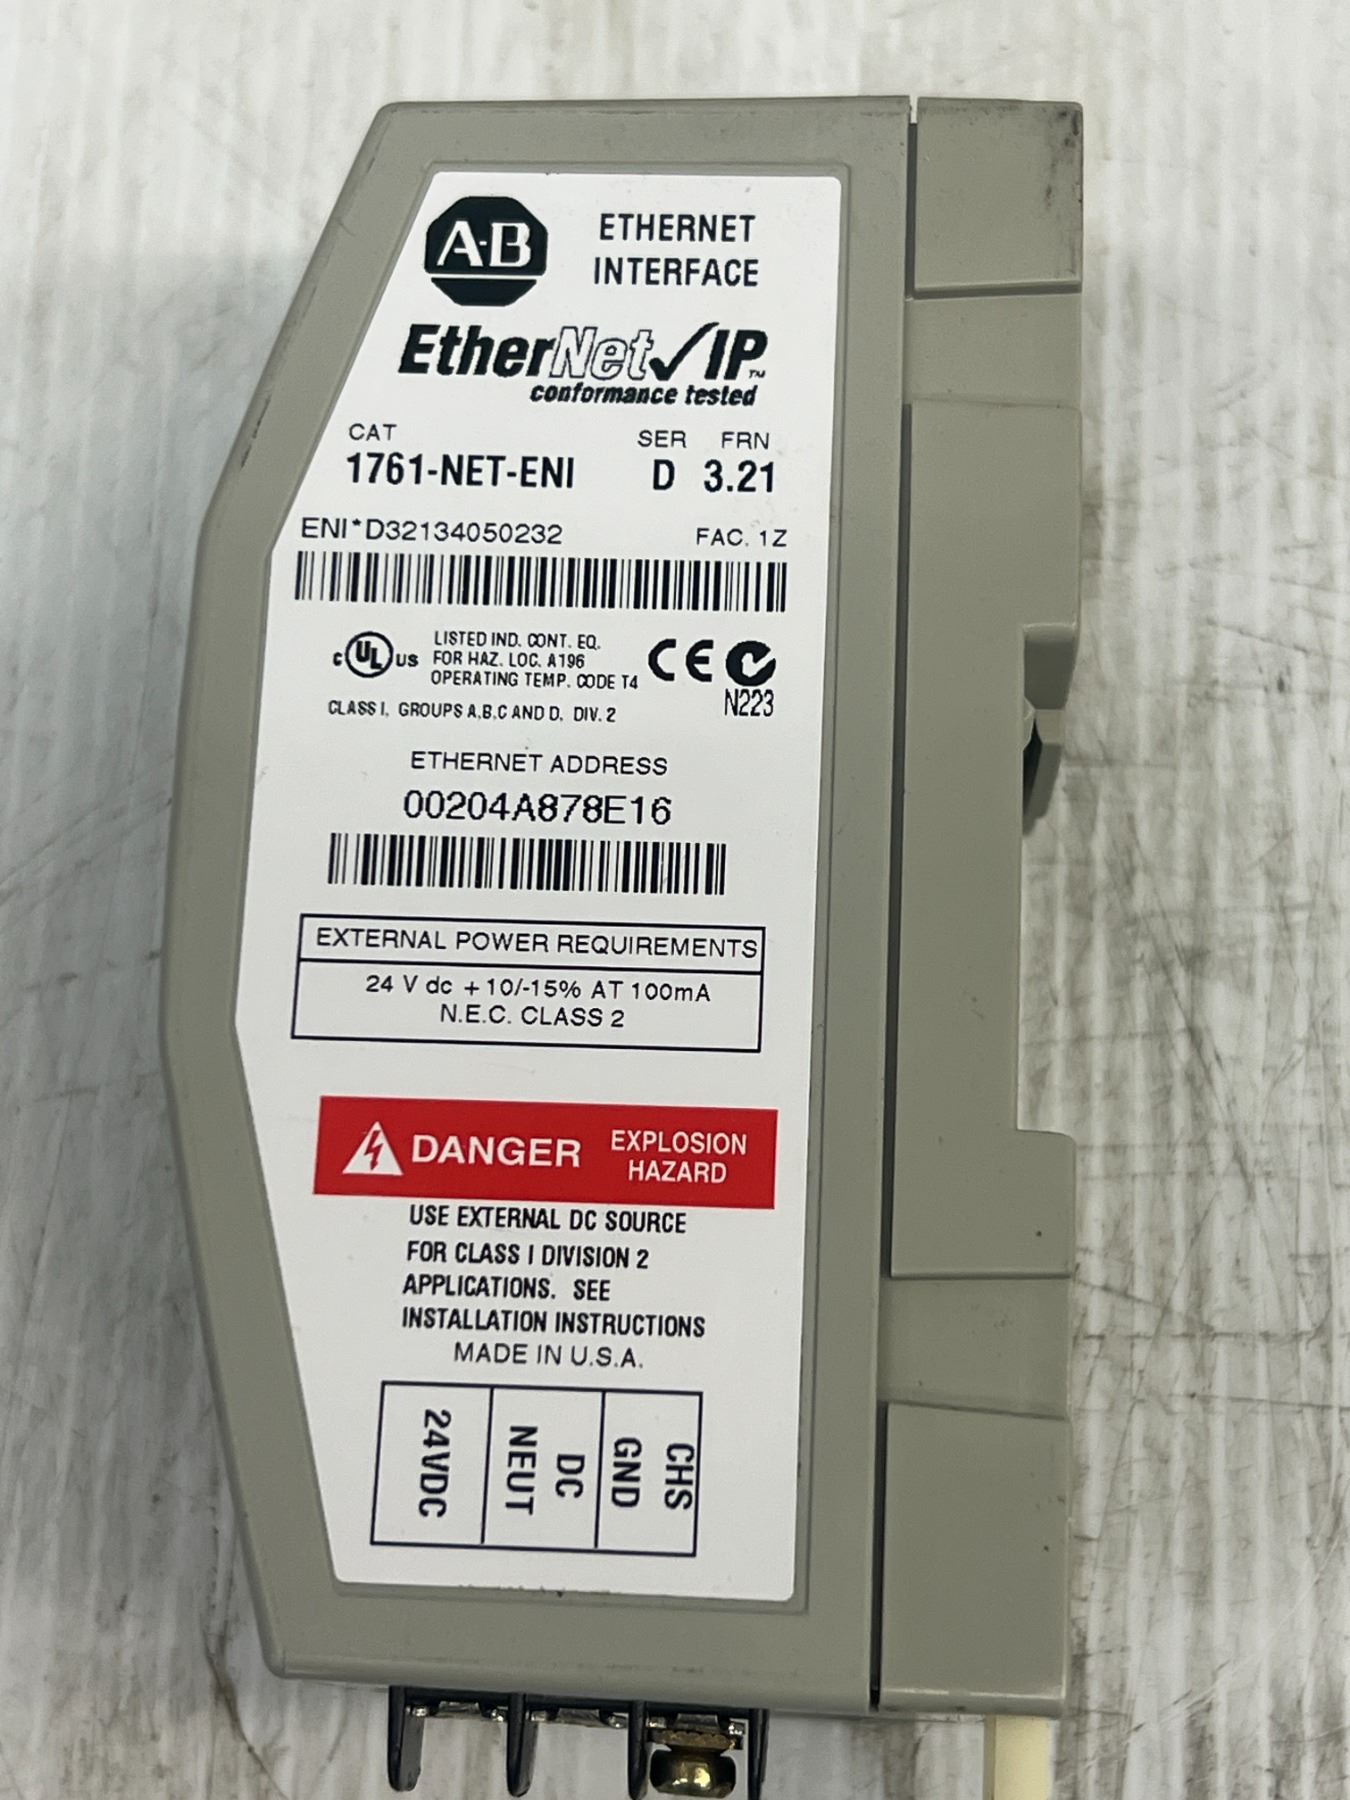 A-B
ETHERNET
INTERFACE
EtherNet/IP™
conformance tested
CAT SER FRN
1761-NET-ENI D 3.21
ENI*D32134050232 FAC. 1Z
C UL US
LISTED IND. CONT. EQ.
FOR HAZ. LOC. A196
OPERATING TEMP. CODE T4
CE
N223
CLASS I, GROUPS A,B,C AND D, DIV. 2
ETHERNET ADDRESS
00204A878E16
EXTERNAL POWER REQUIREMENTS
24 V dc +10/-15% AT 100mA
N.E.C. CLASS 2
DANGER
EXPLOSION
HAZARD
USE EXTERNAL DC SOURCE
FOR CLASS I DIVISION 2
APPLICATIONS. SEE
INSTALLATION INSTRUCTIONS
MADE IN U.S.A.
24VDC
DC
NEUT
CHS
GND